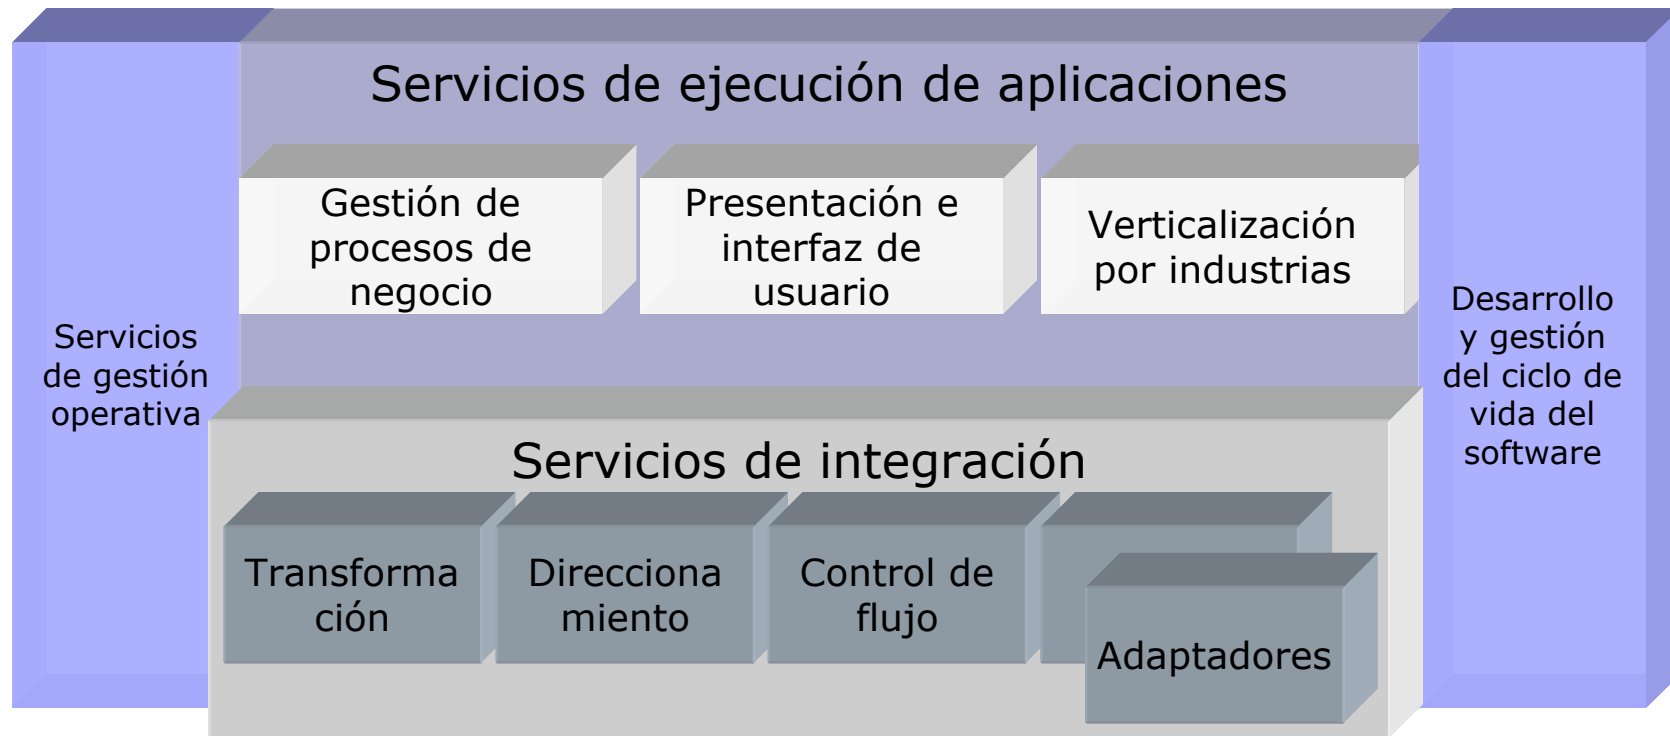 Servicios de ejecución de aplicaciones
Gestión de
procesos de
negocio
Presentación e
interfaz de
usuario
Verticalización
por industrias
Servicios
de gestión
operativa
Desarrollo
y gestión
del ciclo de
vida del
software
Servicios de integración
Transforma
ción
Direcciona
miento
Control de
flujo
Adaptadores